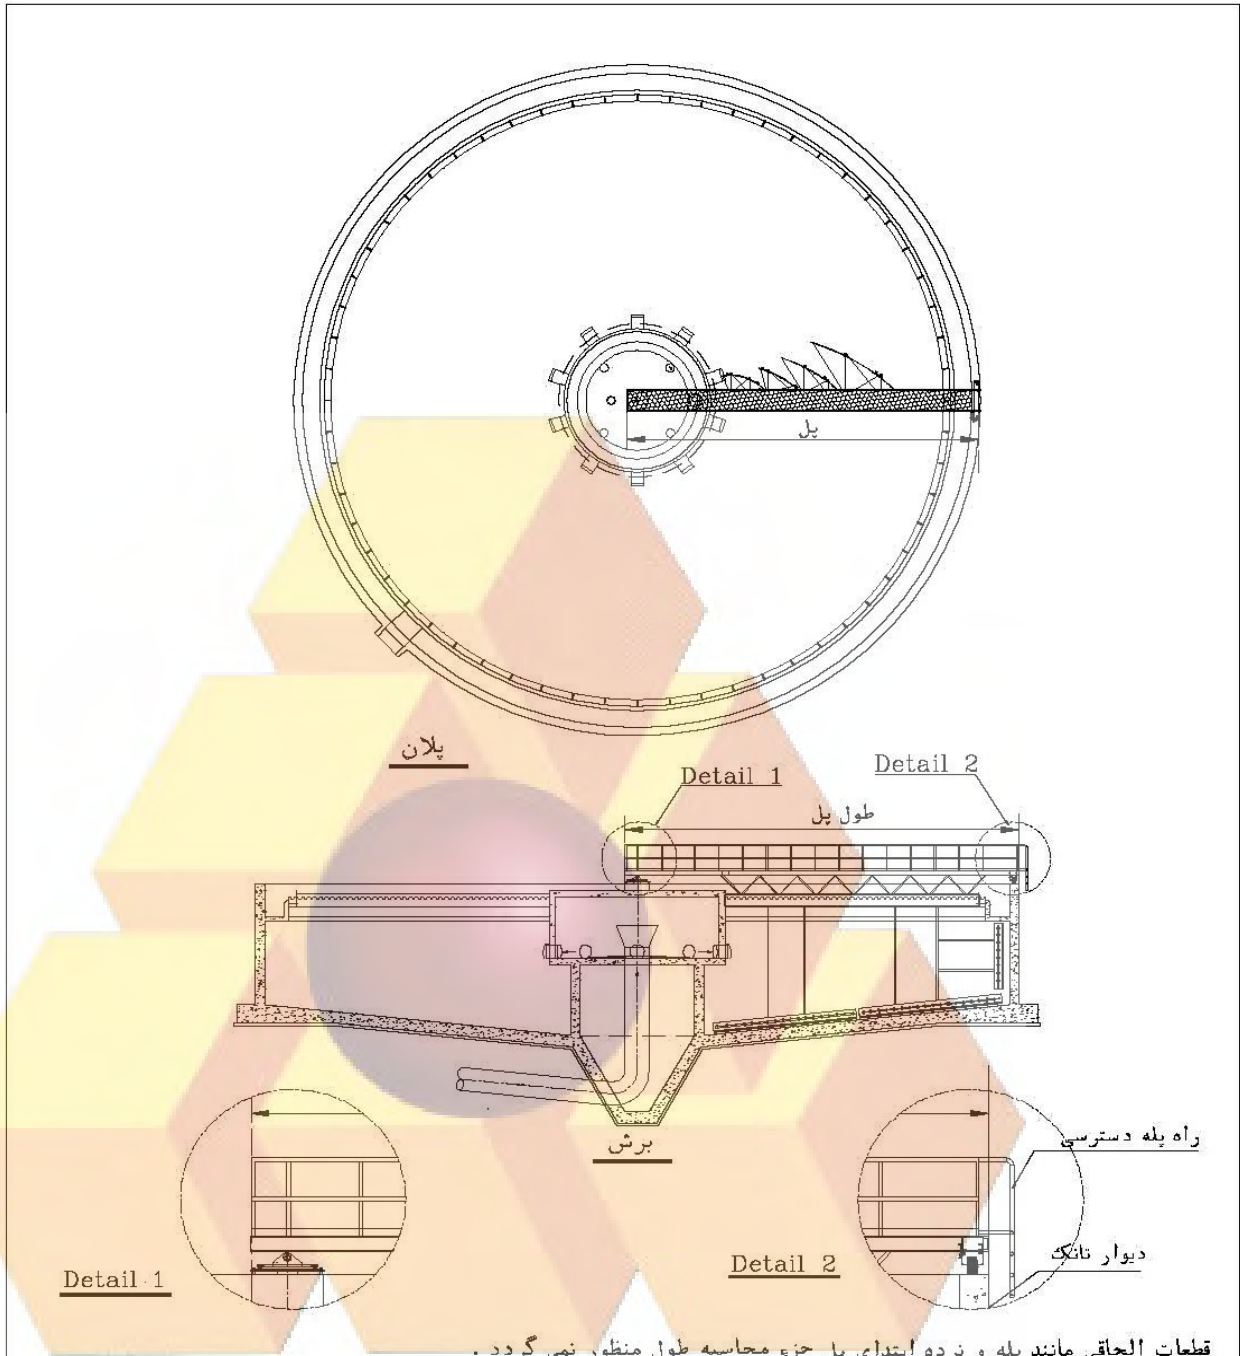 پل
پلان
Detail 1
Detail 2
طول پل
برش
راه پله دسترسی
دیوار تانک
Detail 1
Detail 2
قطعات الحاقی مانند پله و نرده ابتدای پل جزو محاسبه طول منظور نمی گردد .